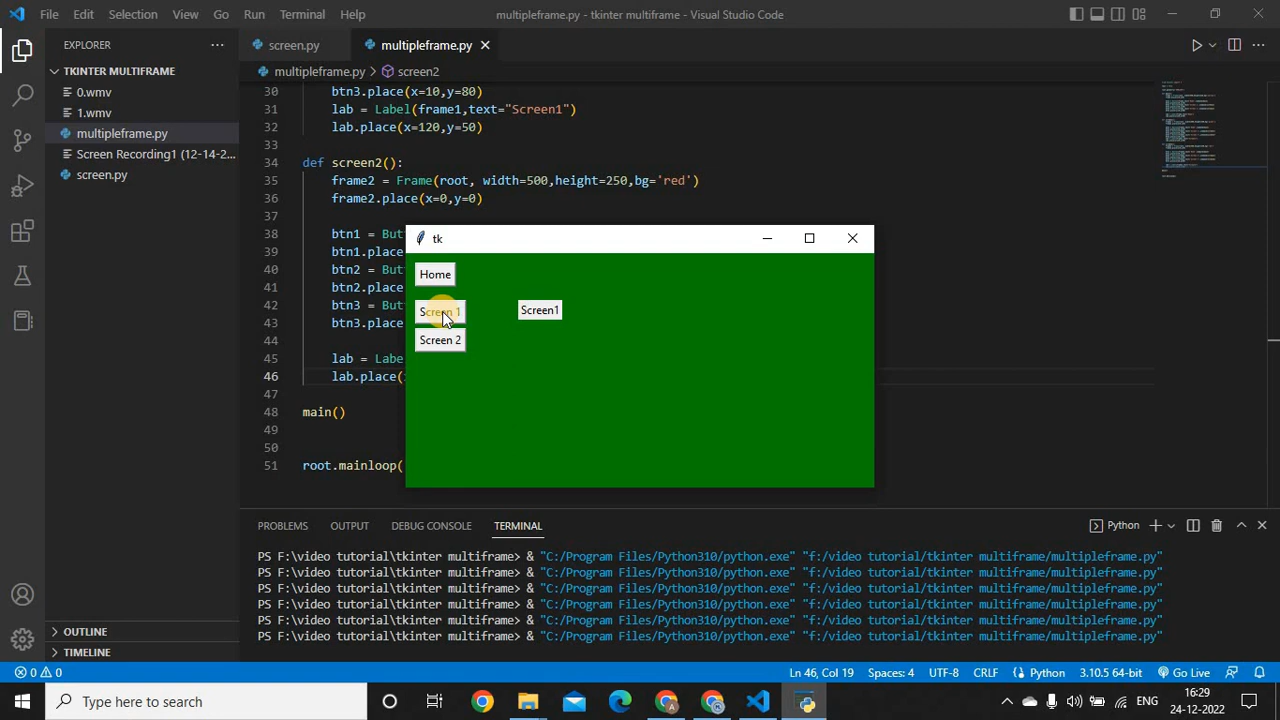 File Edit Selection View Go Run Terminal Help
multipleframe.py - tkinter multiframe - Visual Studio Code
EXPLORER
TKINTER MULTIFRAME
0.wmv
1.wmv
multipleframe.py
Screen Recording1 (12-14-2...
screen.py
OUTLINE
TIMELINE
screen.py multipleframe.py
multipleframe.py > screen2
30 btn3.place(x=10,y=80)
31 lab = Label(frame1,text="Screen1")
32 lab.place(x=120,y=50)
33
34 def screen2():
35 frame2 = Frame(root, width=500,height=250,bg='red')
36 frame2.place(x=0,y=0)
37
38 btn1 = But
39 btn1.place
40 btn2 = But
41 btn2.place
42 btn3 = But
43 btn3.place
44
45 lab = Labe
46 lab.place(
47
48 main()
49
50
51 root.mainloop(
tk
Home
Screen 1
Screen1
Screen 2
PROBLEMS OUTPUT DEBUG CONSOLE TERMINAL
Python
PS F:\video tutorial\tkinter multiframe> & "C:/Program Files/Python310/python.exe" "f:/video tutorial/tkinter multiframe/multipleframe.py"
PS F:\video tutorial\tkinter multiframe> & "C:/Program Files/Python310/python.exe" "f:/video tutorial/tkinter multiframe/multipleframe.py"
PS F:\video tutorial\tkinter multiframe> & "C:/Program Files/Python310/python.exe" "f:/video tutorial/tkinter multiframe/multipleframe.py"
PS F:\video tutorial\tkinter multiframe> & "C:/Program Files/Python310/python.exe" "f:/video tutorial/tkinter multiframe/multipleframe.py"
PS F:\video tutorial\tkinter multiframe> & "C:/Program Files/Python310/python.exe" "f:/video tutorial/tkinter multiframe/multipleframe.py"
PS F:\video tutorial\tkinter multiframe> & "C:/Program Files/Python310/python.exe" "f:/video tutorial/tkinter multiframe/multipleframe.py"
0 0
Ln 46, Col 19 Spaces: 4 UTF-8 CRLF Python 3.10.5 64-bit Go Live
Type here to search
ENG
16:29
24-12-2022